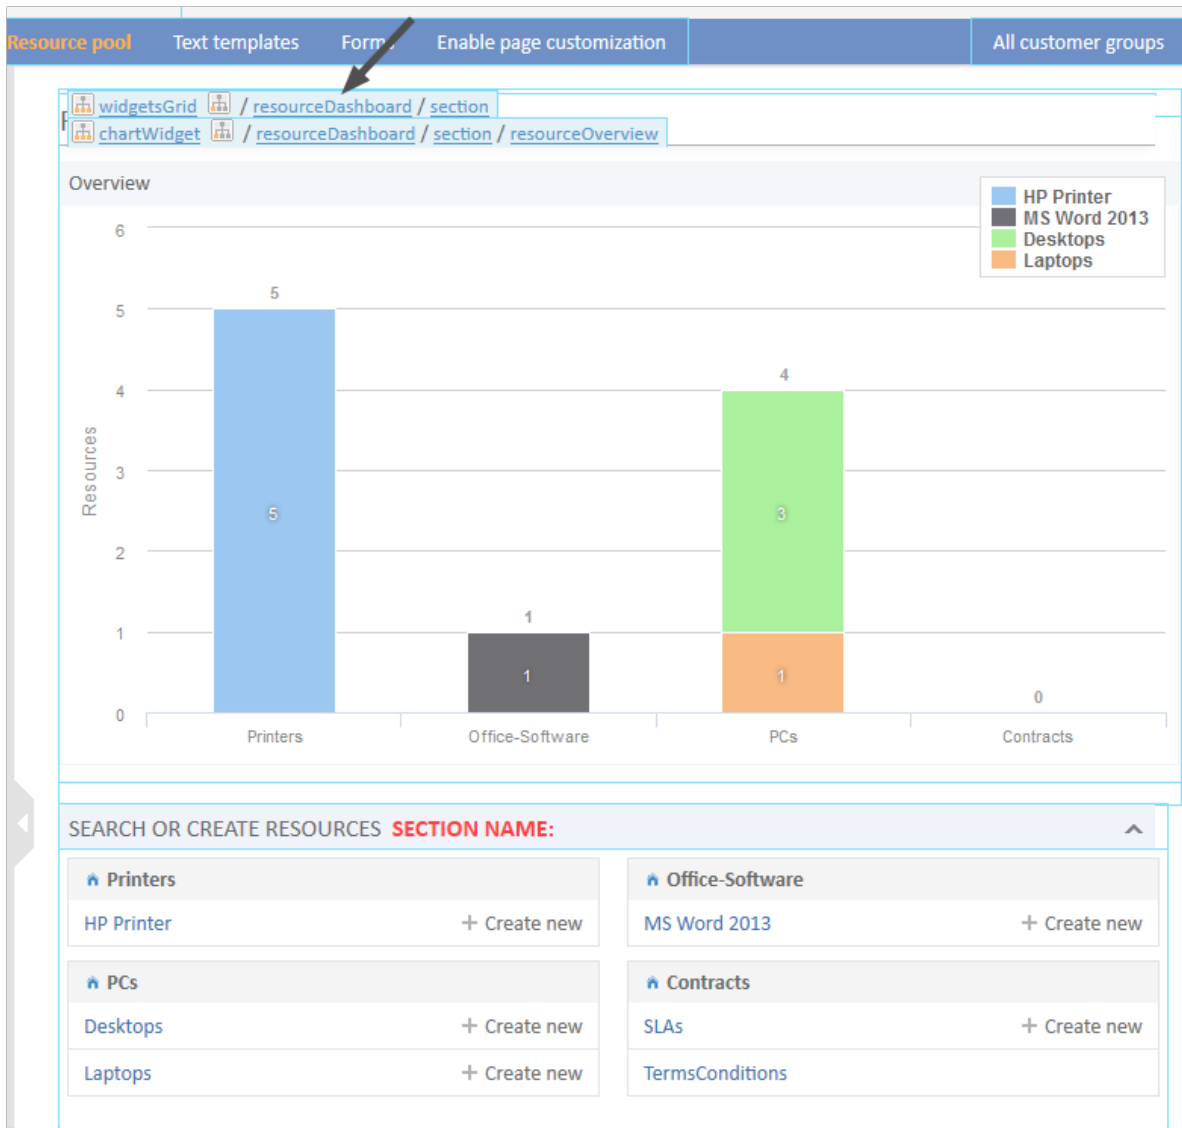 Resource pool Text templates Forms Enable page customization All customer groups
widgetsGrid / resourceDashboard / section
chartWidget / resourceDashboard / section / resourceOverview
Overview
HP Printer
MS Word 2013
Desktops
Laptops
6
5
4
3
2
1
0
Resources
5
5
1
1
4
3
1
0
Printers Office-Software PCs Contracts
SEARCH OR CREATE RESOURCES SECTION NAME:
Printers
HP Printer + Create new
Office-Software
MS Word 2013 + Create new
PCs
Desktops + Create new
Laptops + Create new
Contracts
SLAs + Create new
TermsConditions